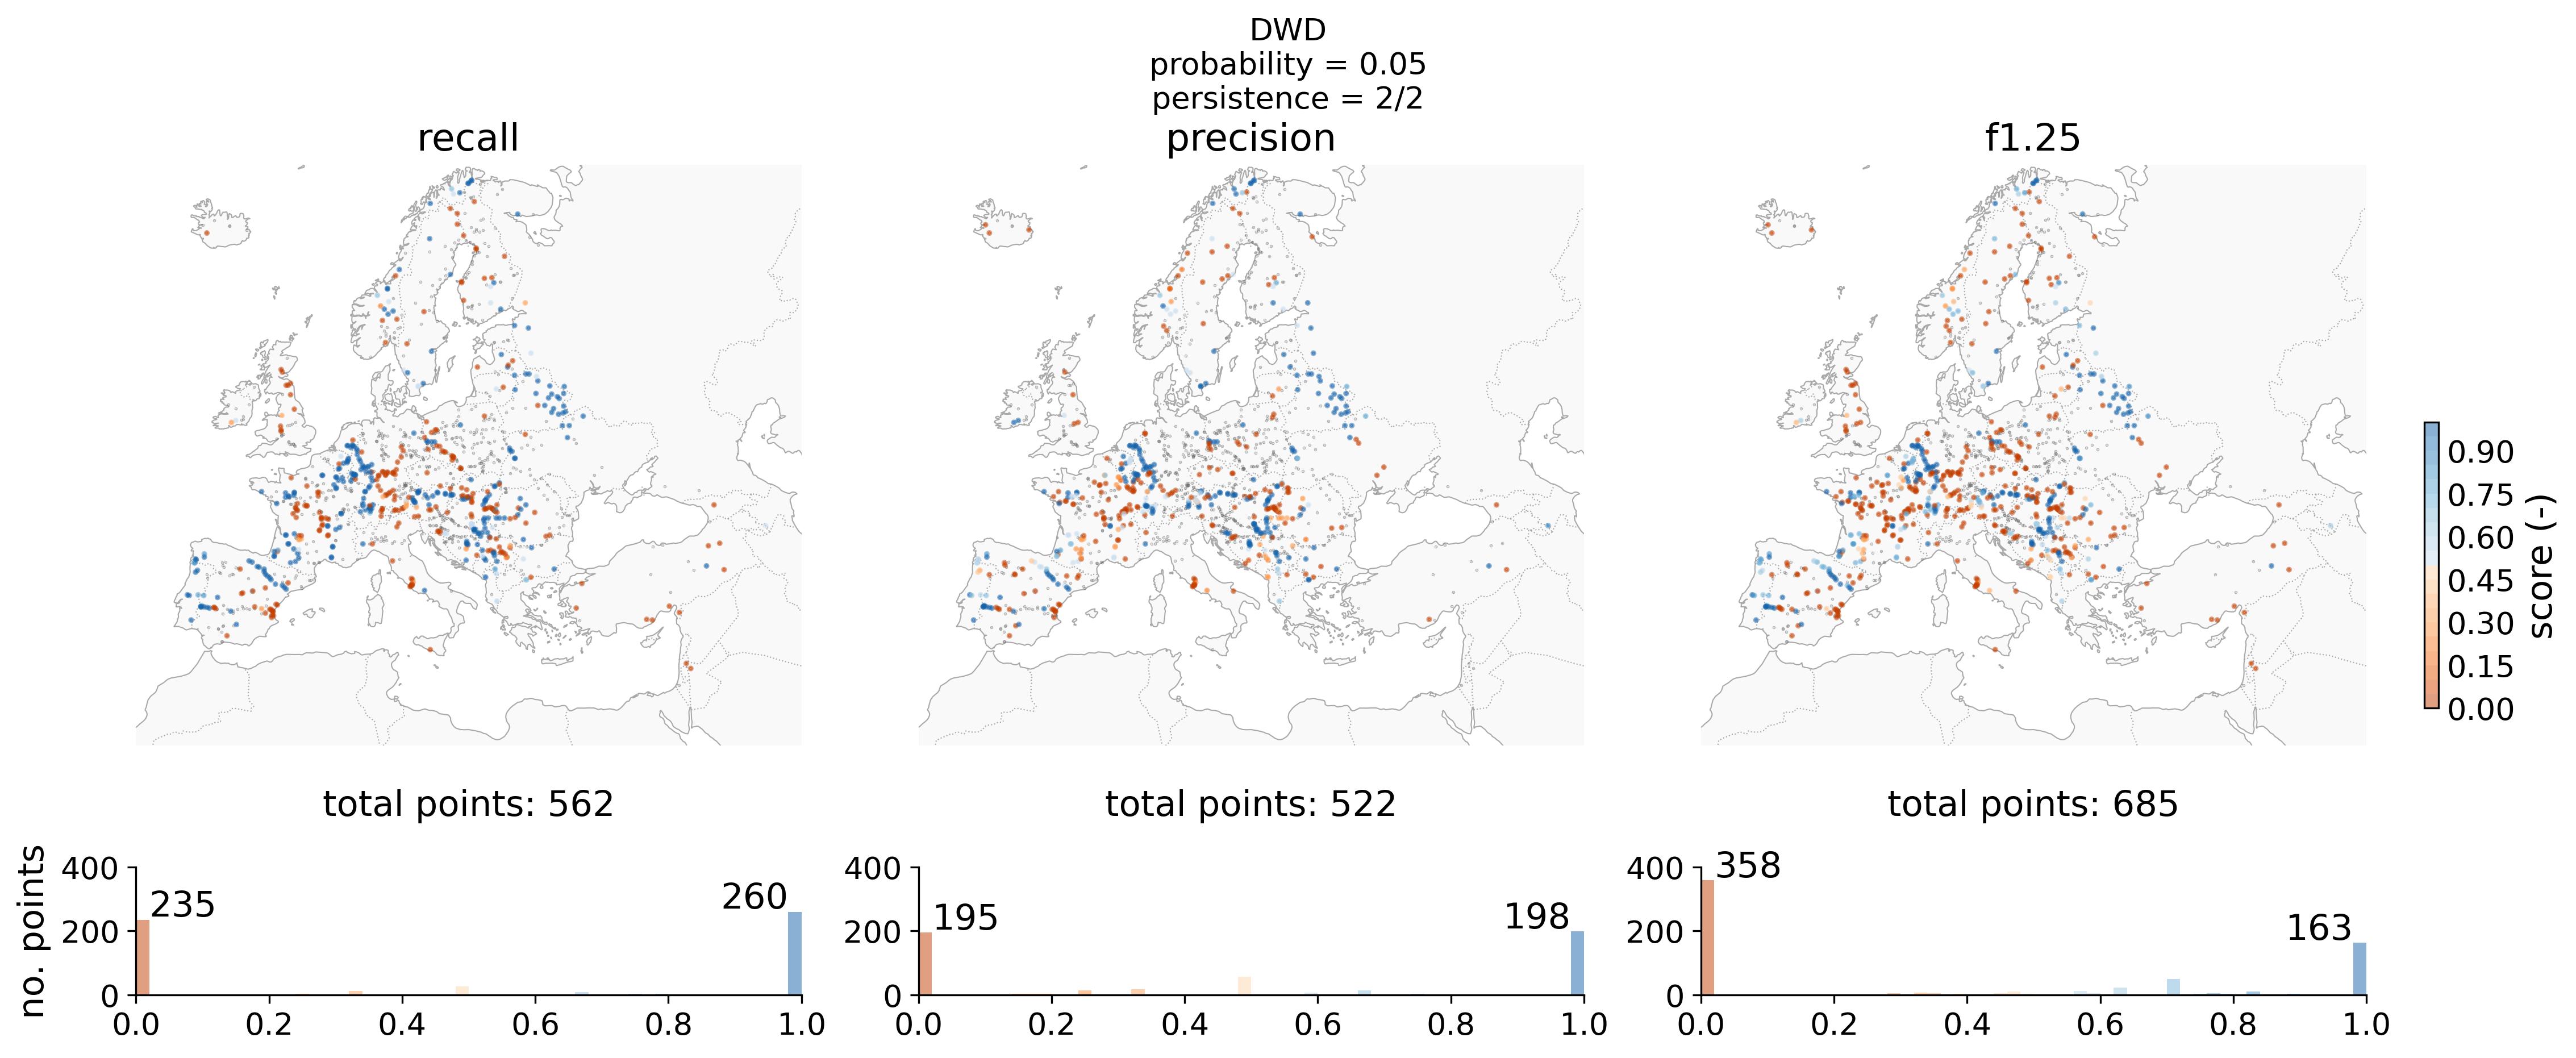 DWD
probability = 0.05
persistence = 2/2
recall
precision
f1.25
0.90
0.75
0.60
0.45
0.30
0.15
0.00
score (-)
total points: 562
total points: 522
total points: 685
no. points
400
200
0
235
260
0.0 0.2 0.4 0.6 0.8 1.0
400
200
0
195
198
0.0 0.2 0.4 0.6 0.8 1.0
400
200
0
358
163
0.0 0.2 0.4 0.6 0.8 1.0